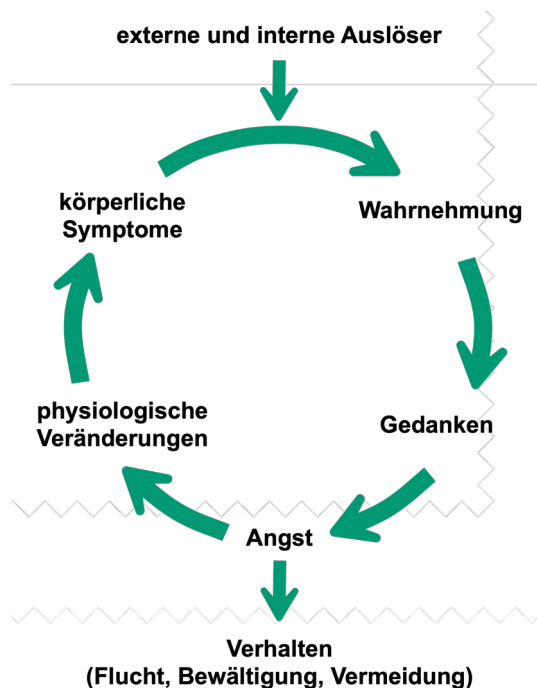 externe und interne Auslöser
körperliche
Symptome
Wahrnehmung
physiologische
Veränderungen
Gedanken
Angst
Verhalten
(Flucht, Bewältigung, Vermeidung)